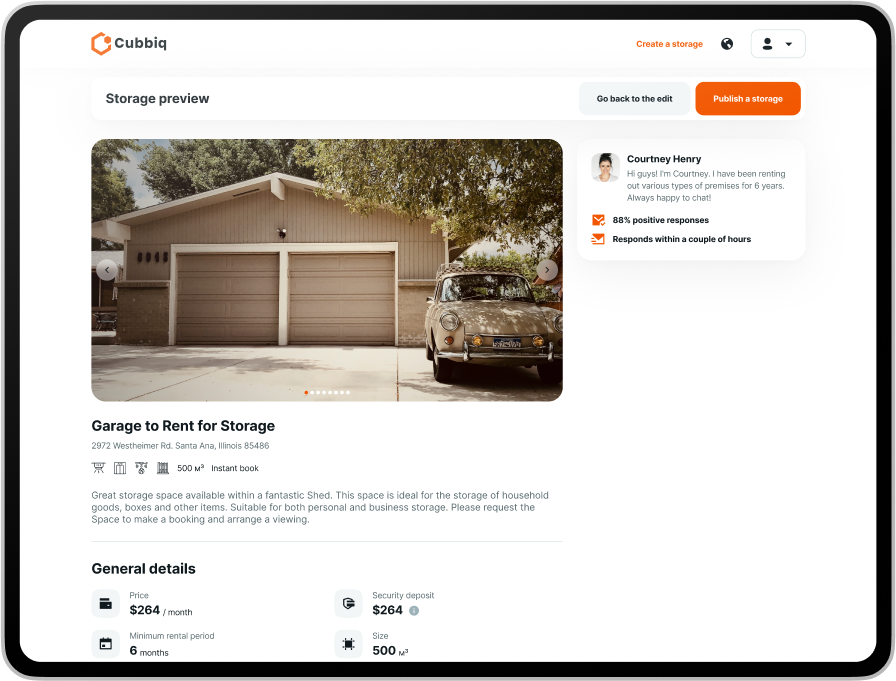 Cubbiq
Create a storage
Storage preview
Go back to the edit
Publish a storage
Courtney Henry
Hi guys! I'm Courtney. I have been renting
out various types of premises for 6 years.
Always happy to chat!
88% positive responses
Responds within a couple of hours
Garage to Rent for Storage
2972 Westheimer Rd. Santa Ana, Illinois 85486
500 м³ Instant book
Great storage space available within a fantastic Shed. This space is ideal for the storage of household
goods, boxes and other items. Suitable for both personal and business storage. Please request the
Space to make a booking and arrange a viewing.
General details
Price
$264 / month
Security deposit
$264
Minimum rental period
6 months
Size
500 м³